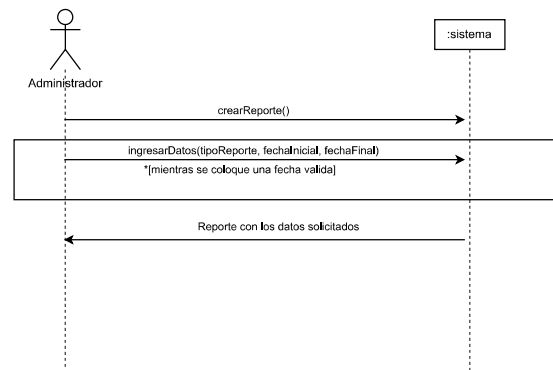 :sistema
Administrador
crearReporte()
ingresarDatos(tipoReporte, fechaInicial, fechaFinal)
*[mientras se coloque una fecha valida]
Reporte con los datos solicitados